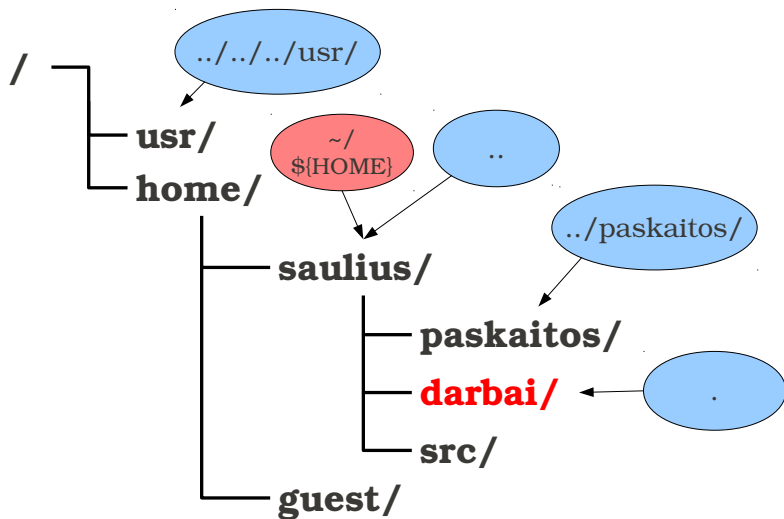 ../../../usr/
/
usr/
~/
${HOME}
..
home/
../paskaitos/
saulius/
paskaitos/
darbai/
.
src/
guest/